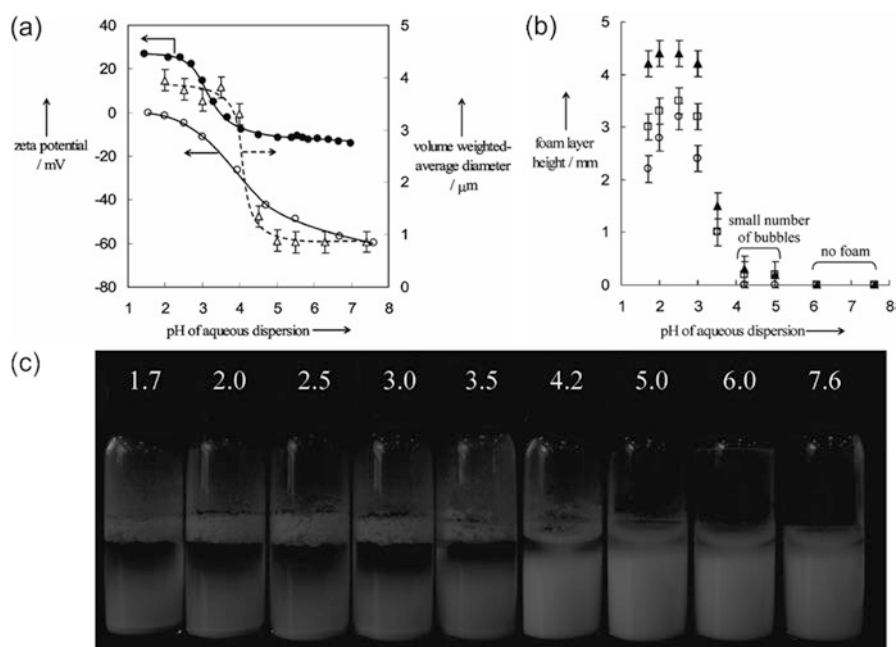 (a)
40
20
0
-20
-40
-60
-80
zeta potential
/ mV
5
4
3
2
1
0
volume weighted-
average diameter
/ μm
1 2 3 4 5 6 7 8
pH of aqueous dispersion
(b)
5
4
3
2
1
0
foam layer
height / mm
small number
of bubbles
no foam
1 2 3 4 5 6 7 8
pH of aqueous dispersion
(c)
1.7 2.0 2.5 3.0 3.5 4.2 5.0 6.0 7.6